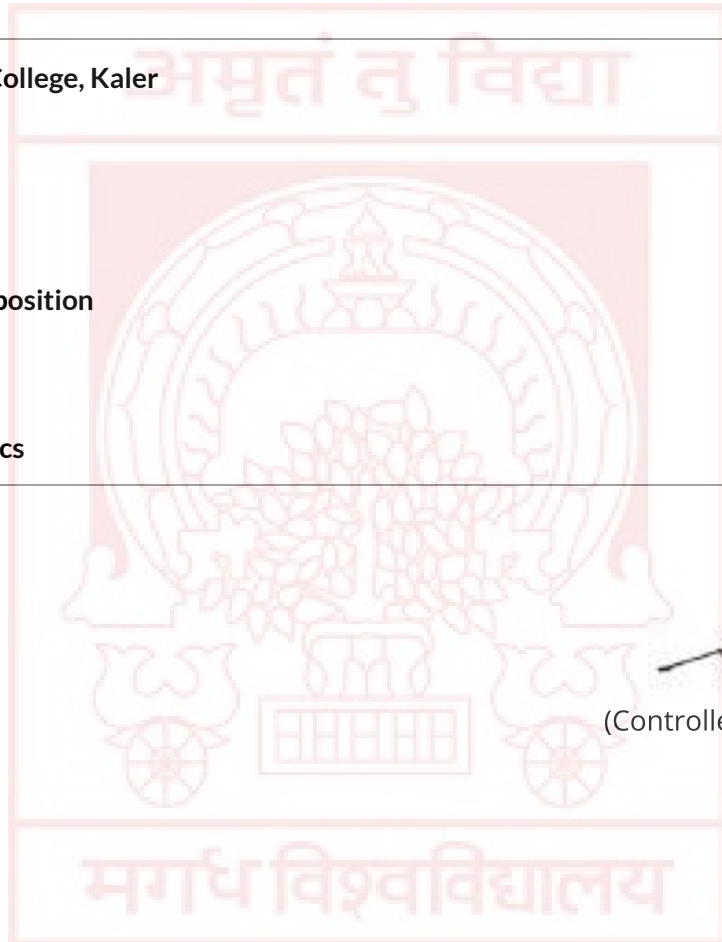 College, Kaler
अमृतं तु विद्या
position
cs
(Controlle
मगध विश्वविद्यालय